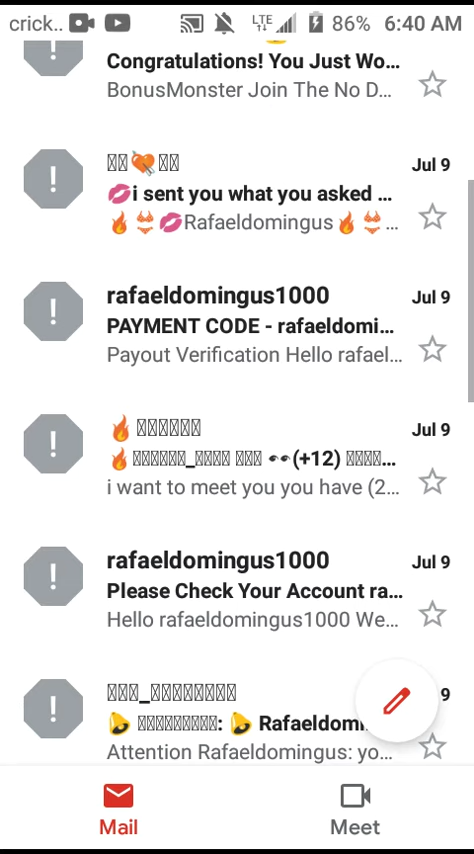 crick.. LTE 86% 6:40 AM
Congratulations! You Just Wo...
BonusMonster Join The No D...
💘 Jul 9
💋i sent you what you asked ...
🔥👙💋Rafaeldomingus🔥👙...
rafaeldomingus1000 Jul 9
PAYMENT CODE - rafaeldomi...
Payout Verification Hello rafael...
🔥 Jul 9
🔥 _ 👀(+12) ...
i want to meet you you have (2...
rafaeldomingus1000 Jul 9
Please Check Your Account ra...
Hello rafaeldomingus1000 We...
_ 9
🔔 : 🔔 Rafaeldomi
Attention Rafaeldomingus: yo...
Mail Meet